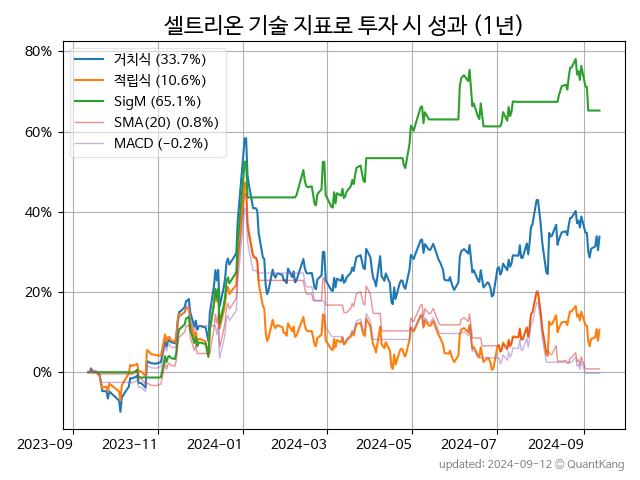 셀트리온 기술 지표로 투자 시 성과 (1년)
거치식 (33.7%)
적립식 (10.6%)
SigM (65.1%)
SMA(20) (0.8%)
MACD (-0.2%)
80%
60%
40%
20%
0%
2023-09 2023-11 2024-01 2024-03 2024-05 2024-07 2024-09
updated: 2024-09-12 © QuantKang